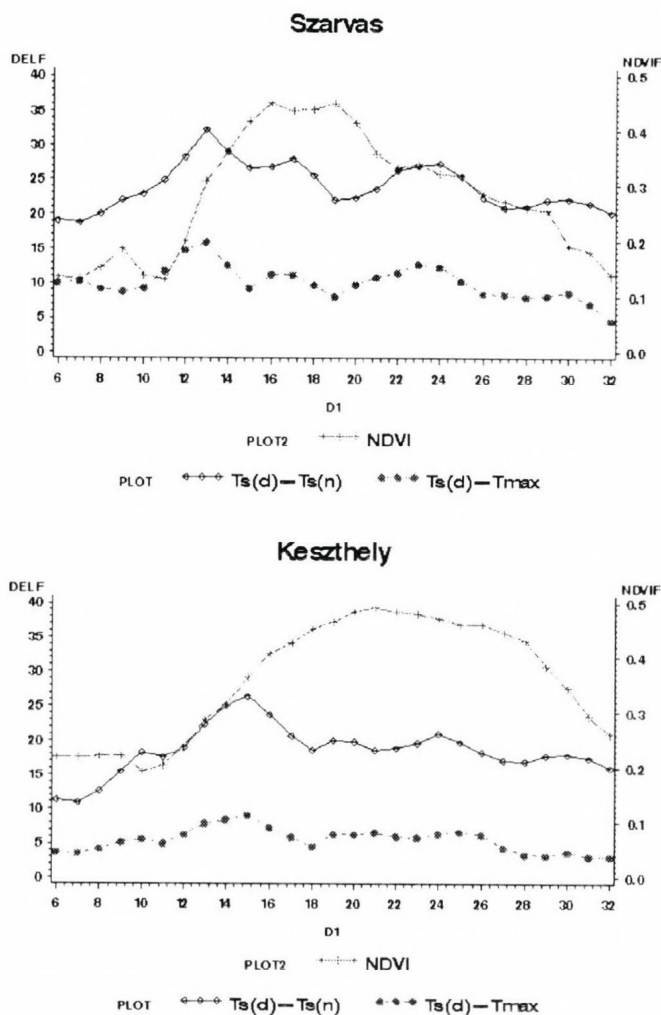 Szarvas
DELF NDVIF
40
35
30
25
20
15
10
5
0
0.5
0.4
0.3
0.2
0.1
0.0
6 8 10 12 14 16 18 20 22 24 26 28 30 32
D1
PLOT2 NDVI
PLOT Ts(d)−Ts(n) Ts(d)−Tmax
Keszthely
DELF NDVIF
40
35
30
25
20
15
10
5
0
0.5
0.4
0.3
0.2
0.1
0.0
6 8 10 12 14 16 18 20 22 24 26 28 30 32
D1
PLOT2 NDVI
PLOT Ts(d)−Ts(n) Ts(d)−Tmax